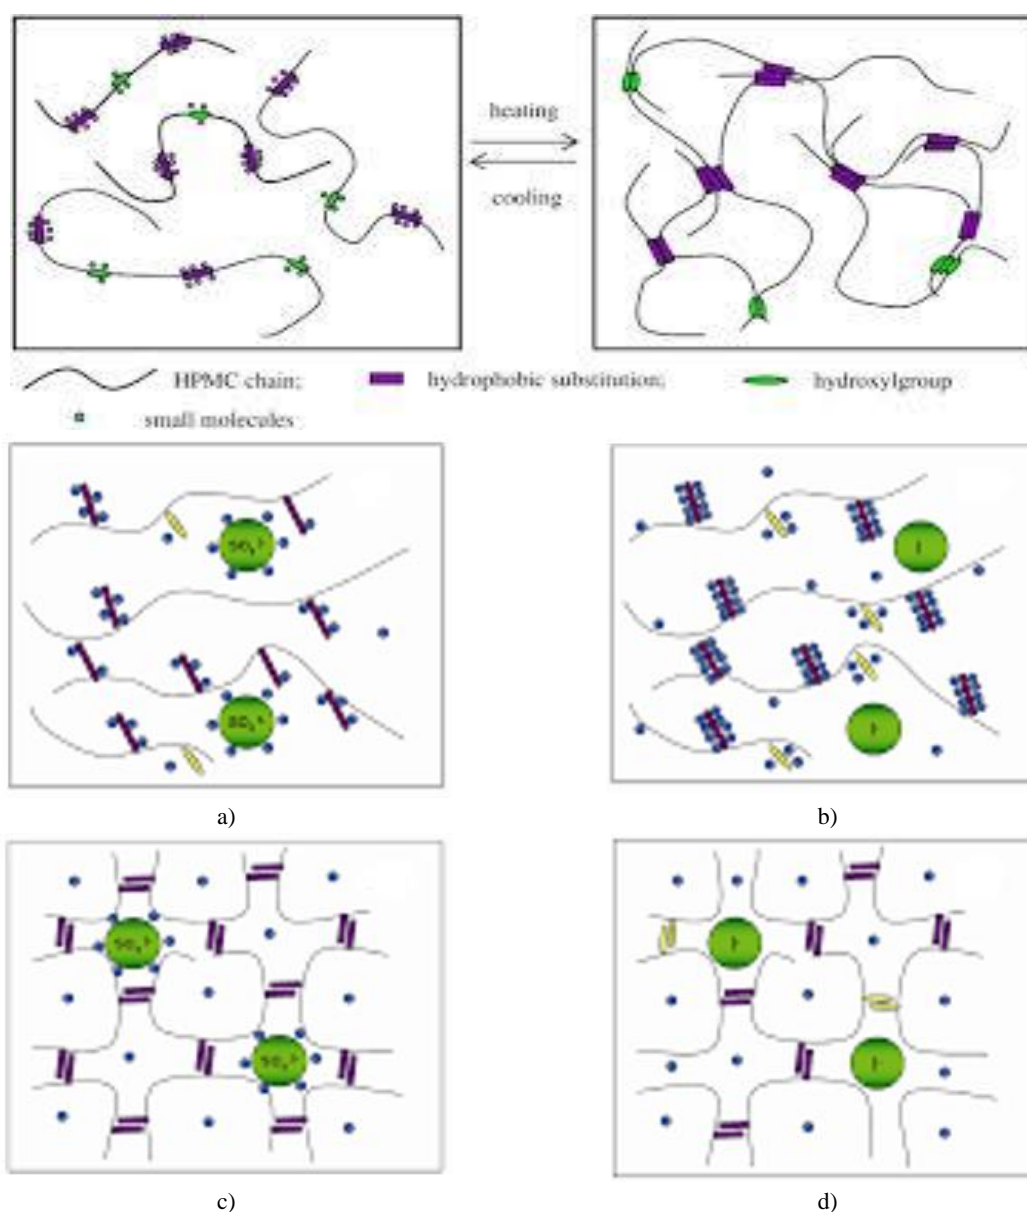 heating
cooling
HPMC chain; hydrophobic substitution; hydroxylgroup
small molecules
a) b)
c) d)